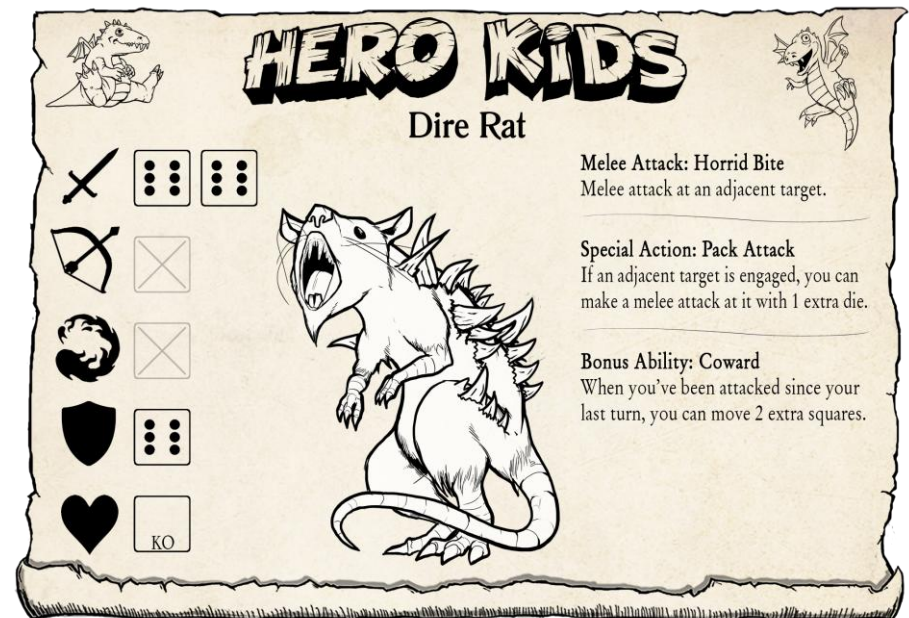 HERO KiDS
Dire Rat
Melee Attack: Horrid Bite
Melee attack at an adjacent target.
Special Action: Pack Attack
If an adjacent target is engaged, you can
make a melee attack at it with 1 extra die.
Bonus Ability: Coward
When you've been attacked since your
last turn, you can move 2 extra squares.
KO